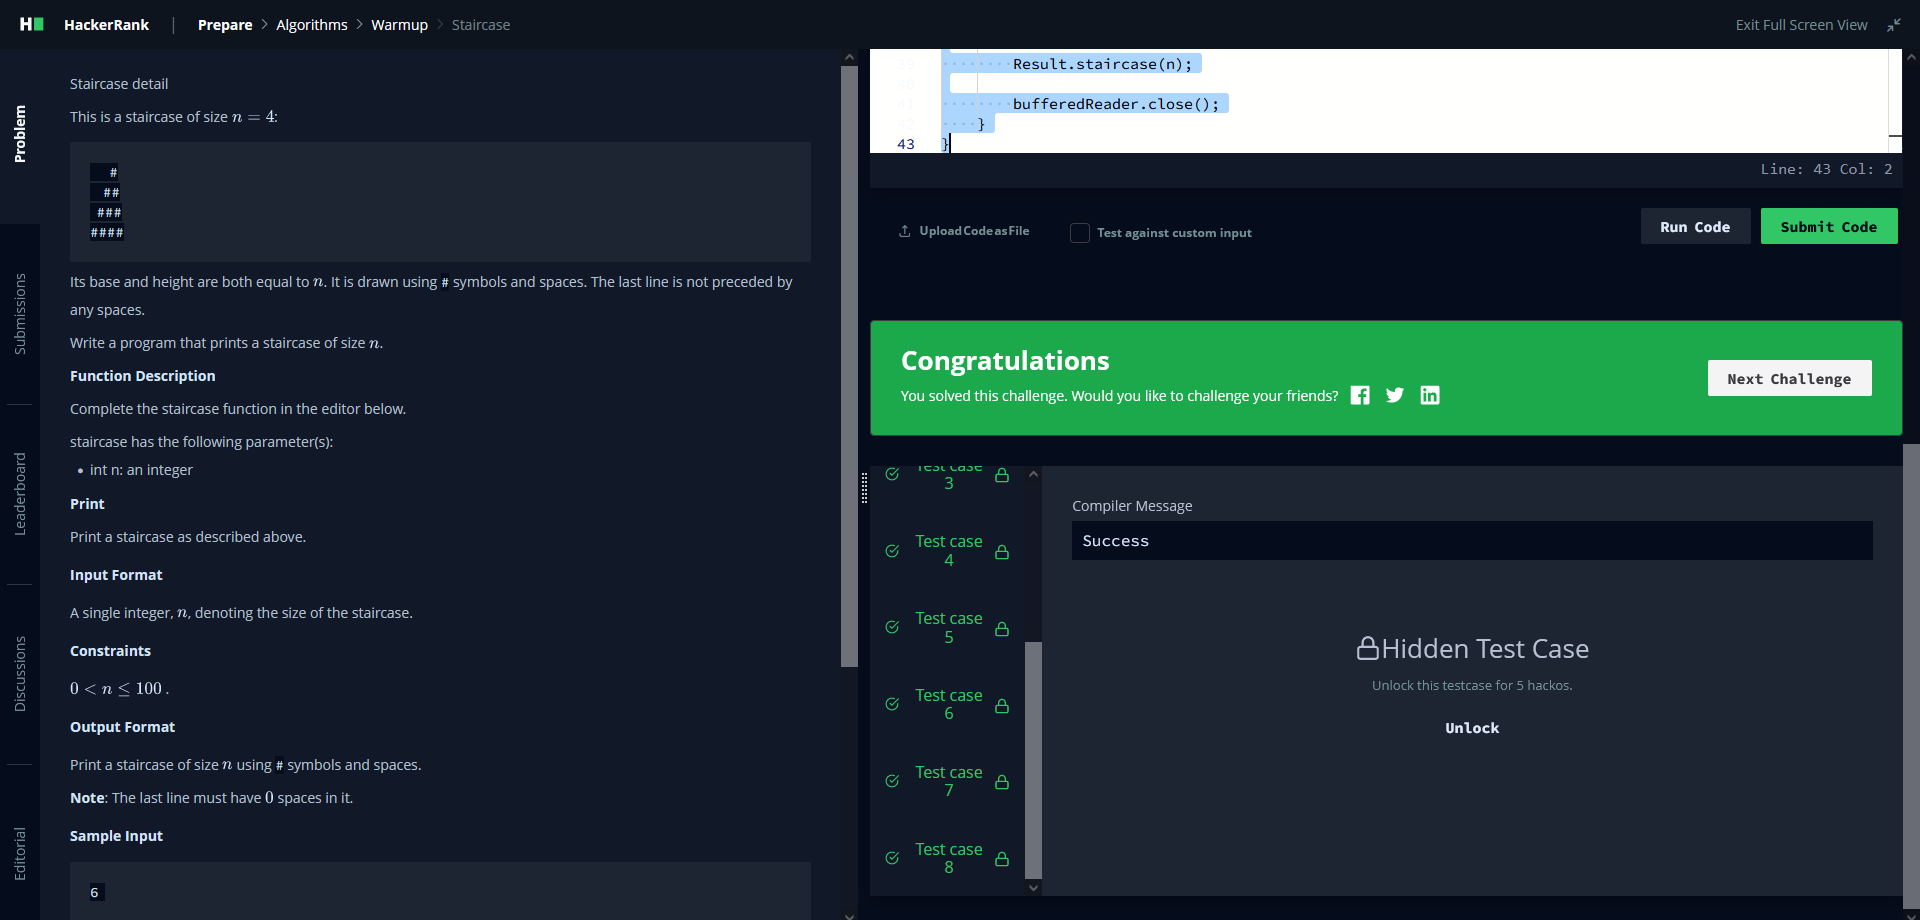 HackerRank | Prepare > Algorithms > Warmup > Staircase
Exit Full Screen View
Problem
Submissions
Leaderboard
Discussions
Editorial
Staircase detail
This is a staircase of size n = 4:
   #
  ##
 ###
####
Its base and height are both equal to n. It is drawn using # symbols and spaces. The last line is not preceded by
any spaces.
Write a program that prints a staircase of size n.
Function Description
Complete the staircase function in the editor below.
staircase has the following parameter(s):
• int n: an integer
Print
Print a staircase as described above.
Input Format
A single integer, n, denoting the size of the staircase.
Constraints
0 < n ≤ 100 .
Output Format
Print a staircase of size n using # symbols and spaces.
Note: The last line must have 0 spaces in it.
Sample Input
6
39 Result.staircase(n);
40
41 bufferedReader.close();
42 }
43 }
Line: 43 Col: 2
Upload Code as File
Test against custom input
Run Code
Submit Code
Congratulations
You solved this challenge. Would you like to challenge your friends?
Next Challenge
Test case
3
Test case
4
Test case
5
Test case
6
Test case
7
Test case
8
Compiler Message
Success
Hidden Test Case
Unlock this testcase for 5 hackos.
Unlock